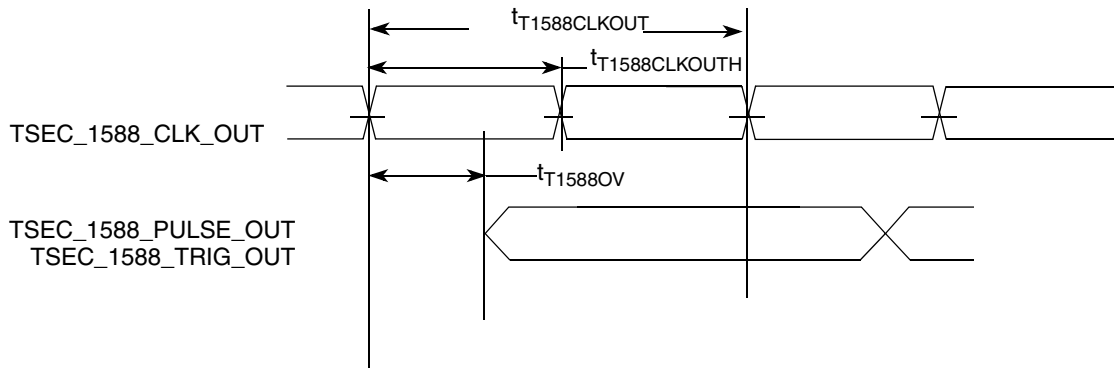 tT1588CLKOUT
tT1588CLKOUTH
TSEC_1588_CLK_OUT
tT1588OV
TSEC_1588_PULSE_OUT
TSEC_1588_TRIG_OUT